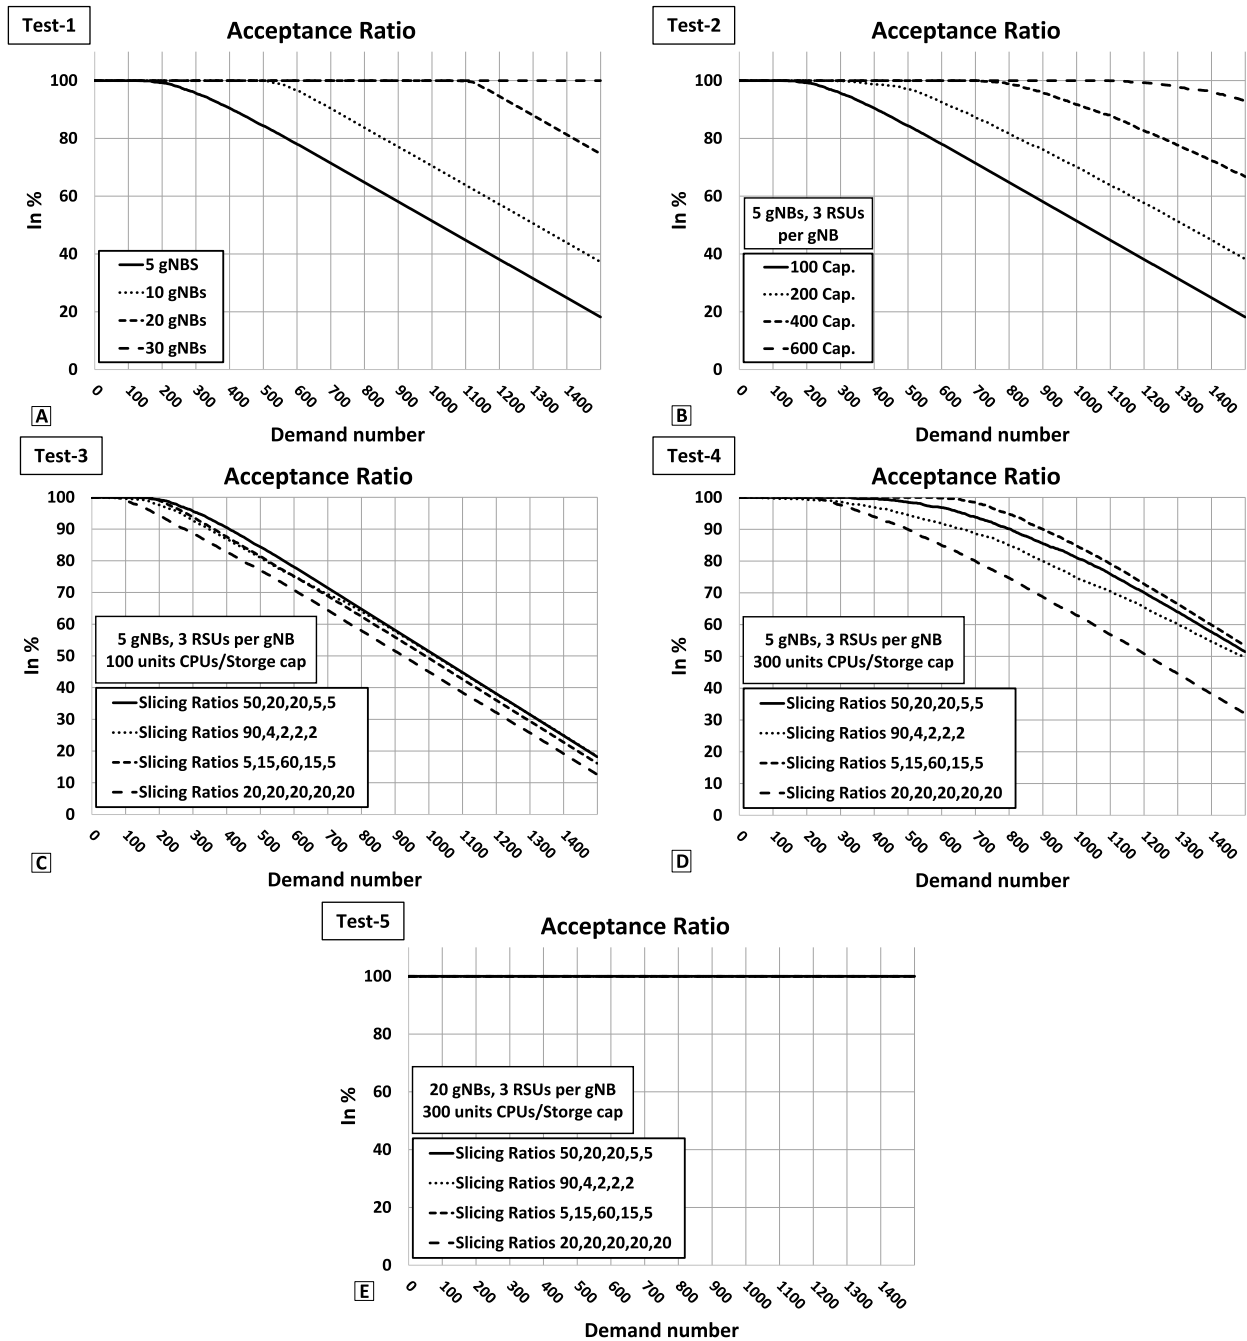 Test-1
Acceptance Ratio
100
80
60
40
20
0
In %
5 gNBS
10 gNBs
20 gNBs
30 gNBs
0 100 200 300 400 500 600 700 800 900 1000 1100 1200 1300 1400
Demand number
A
Test-2
Acceptance Ratio
100
80
60
40
20
0
In %
5 gNBs, 3 RSUs
per gNB
100 Cap.
200 Cap.
400 Cap.
600 Cap.
0 100 200 300 400 500 600 700 800 900 1000 1100 1200 1300 1400
Demand number
B
Test-3
Acceptance Ratio
100
90
80
70
60
50
40
30
20
10
0
In %
5 gNBs, 3 RSUs per gNB
100 units CPUs/Storge cap
Slicing Ratios 50,20,20,5,5
Slicing Ratios 90,4,2,2,2
Slicing Ratios 5,15,60,15,5
Slicing Ratios 20,20,20,20,20
0 100 200 300 400 500 600 700 800 900 1000 1100 1200 1300 1400
Demand number
C
Test-4
Acceptance Ratio
100
90
80
70
60
50
40
30
20
10
0
In %
5 gNBs, 3 RSUs per gNB
300 units CPUs/Storge cap
Slicing Ratios 50,20,20,5,5
Slicing Ratios 90,4,2,2,2
Slicing Ratios 5,15,60,15,5
Slicing Ratios 20,20,20,20,20
0 100 200 300 400 500 600 700 800 900 1000 1100 1200 1300 1400
Demand number
D
Test-5
Acceptance Ratio
100
80
60
40
20
0
In %
20 gNBs, 3 RSUs per gNB
300 units CPUs/Storge cap
Slicing Ratios 50,20,20,5,5
Slicing Ratios 90,4,2,2,2
Slicing Ratios 5,15,60,15,5
Slicing Ratios 20,20,20,20,20
0 100 200 300 400 500 600 700 800 900 1000 1100 1200 1300 1400
Demand number
E